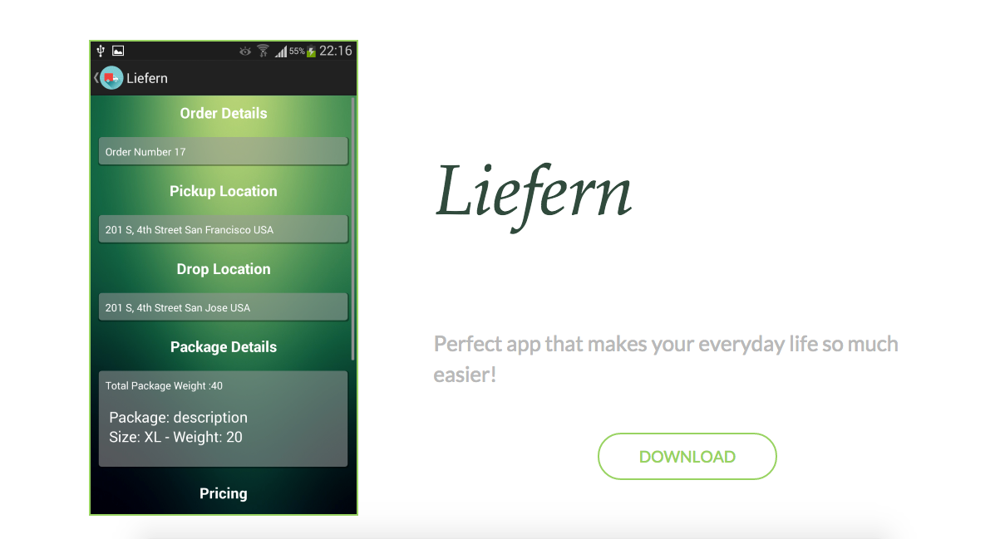 55% 22:16
Liefern
Order Details
Order Number 17
Pickup Location
201 S, 4th Street San Francisco USA
Drop Location
201 S, 4th Street San Jose USA
Package Details
Total Package Weight :40
Package: description
Size: XL - Weight: 20
Pricing
Liefern
Perfect app that makes your everyday life so much
easier!
DOWNLOAD